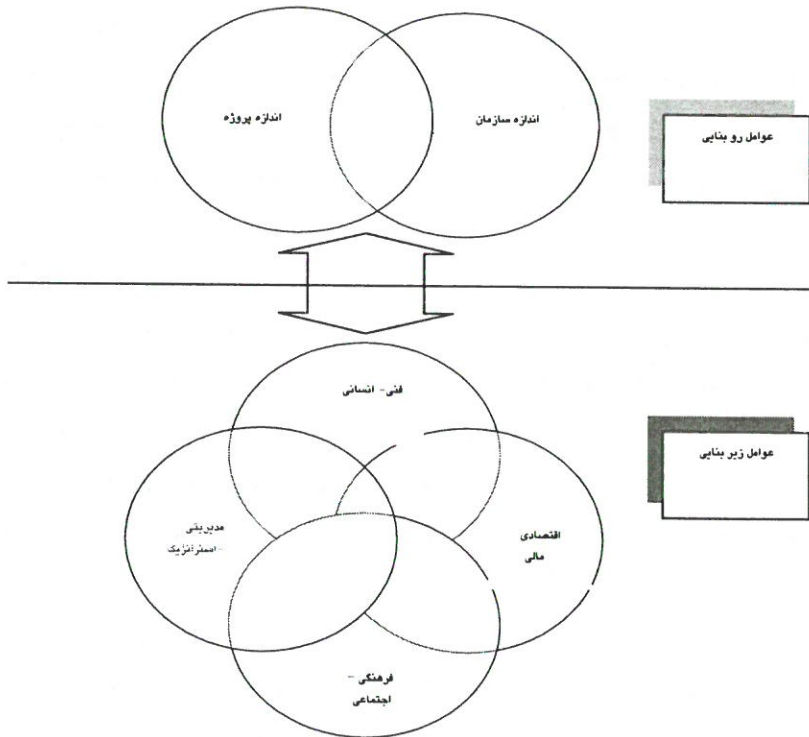 اندازه سازمان
اندازه پروژه
عوامل رو بنایی
فنی - انسانی
عوامل زیر بنایی
اقتصادی
مالی
مدیریتی
-استراتژیک
فرهنگی -
اجتماعی